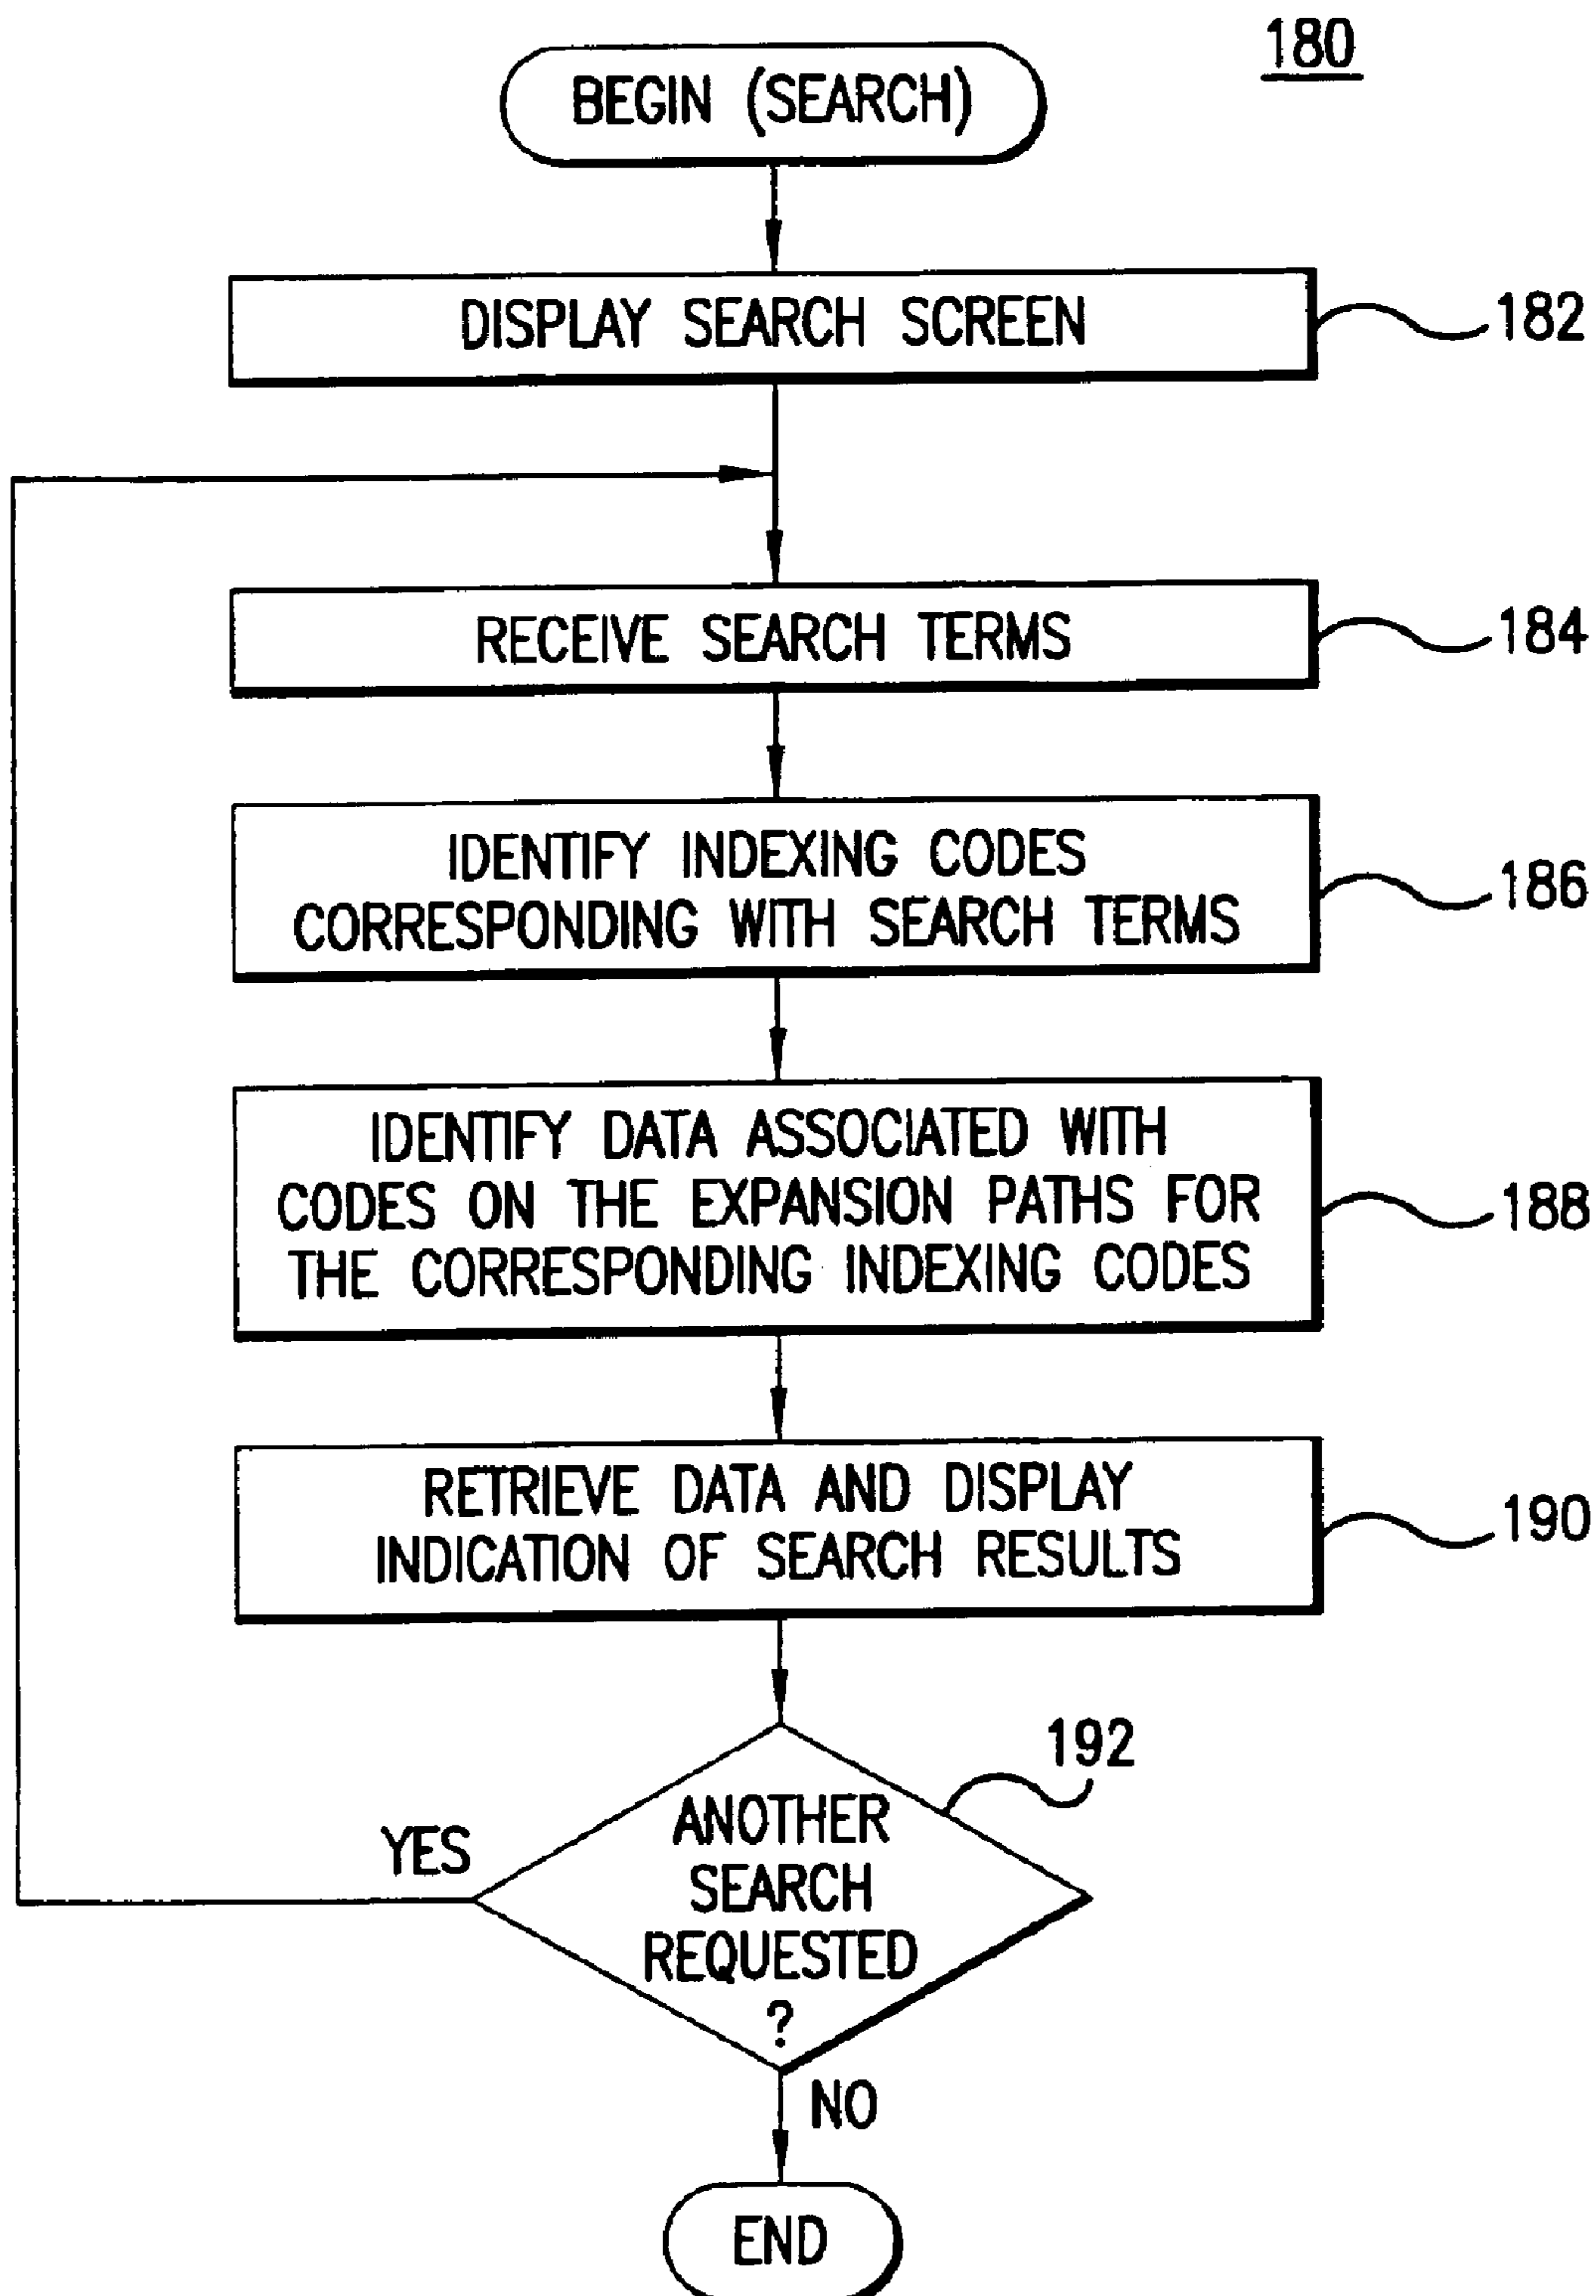 180
BEGIN (SEARCH)
DISPLAY SEARCH SCREEN
182
RECEIVE SEARCH TERMS
184
IDENTIFY INDEXING CODES
CORRESPONDING WITH SEARCH TERMS
186
IDENTIFY DATA ASSOCIATED WITH
CODES ON THE EXPANSION PATHS FOR
THE CORRESPONDING INDEXING CODES
188
RETRIEVE DATA AND DISPLAY
INDICATION OF SEARCH RESULTS
190
192
YES
ANOTHER
SEARCH
REQUESTED
?
NO
END